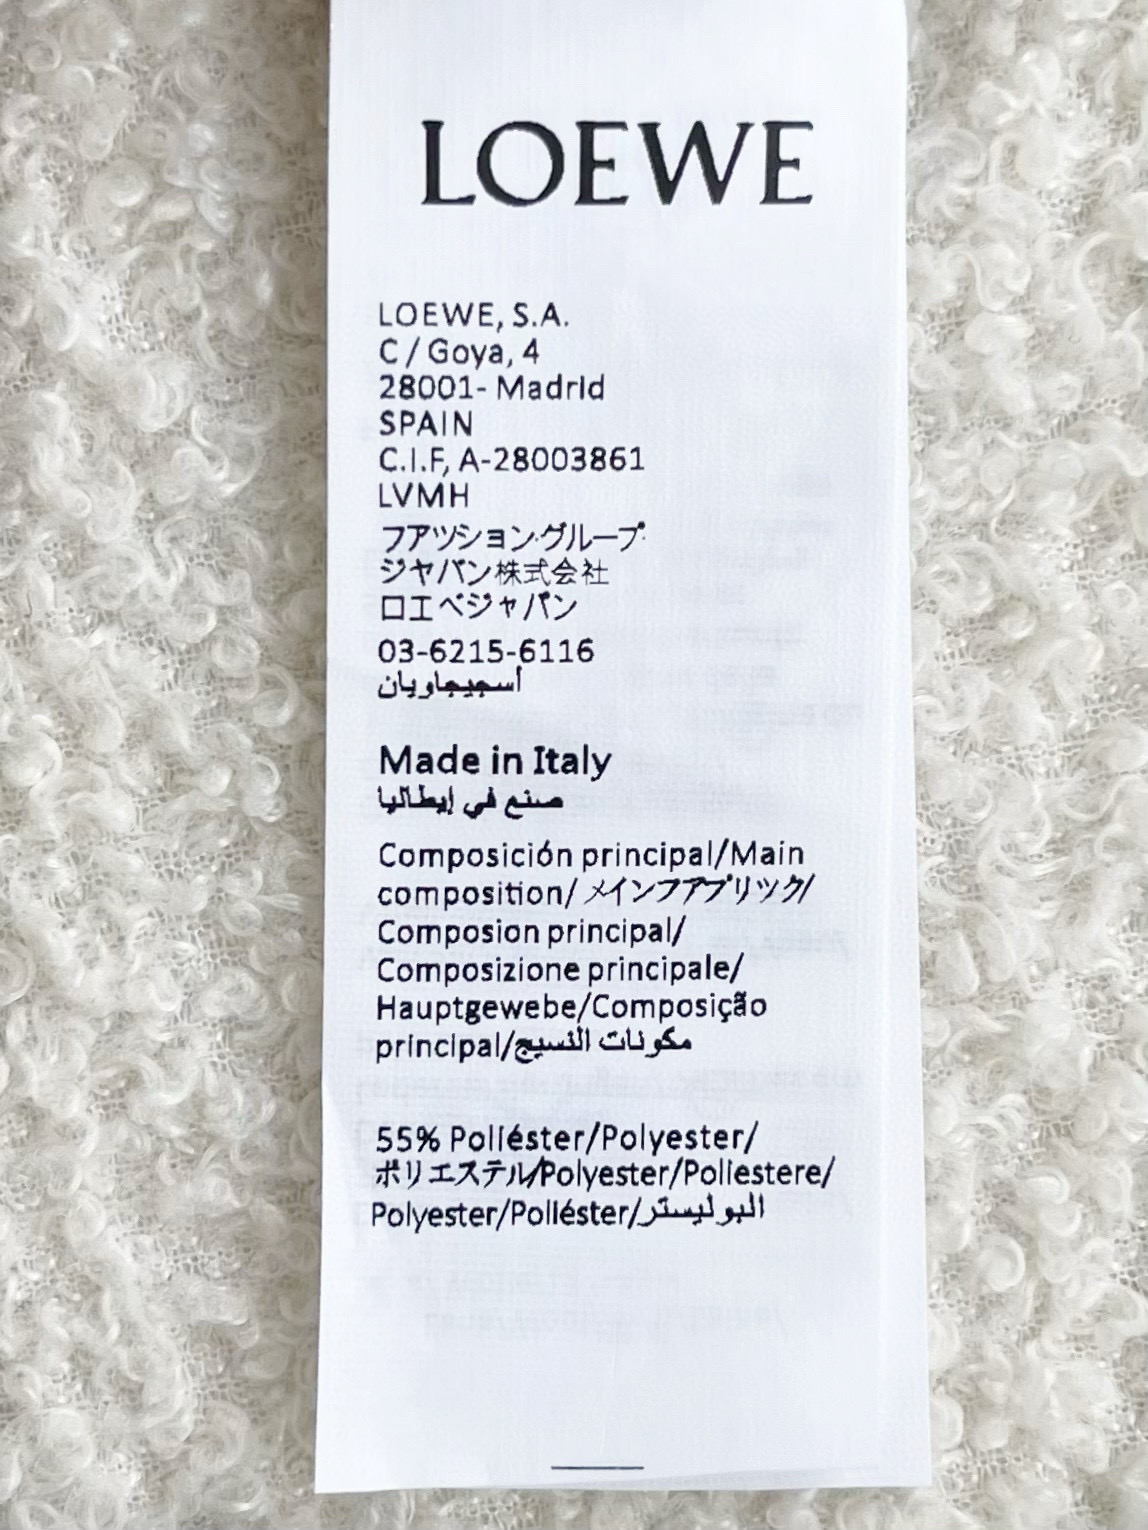 LOEWE
LOEWE, S.A.
C / Goya, 4
28001- Madrid
SPAIN
C.I.F, A-28003861
LVMH
フアツション·グループ
ジヤパン株式会社
ロエベジャパン
03-6215-6116
أسجيجاويان
Made in Italy
صنع في إيطاليا
Composición principal/Main
composition/ メインフアブリツク/
Composion principal/
Composizione principale/
Hauptgewebe/Composição
principal/مكونات النسيج
55% Poliéster/Polyester/
ポリエステル/Polyester/Poliestere/
Polyester/Poliéster/البوليستر